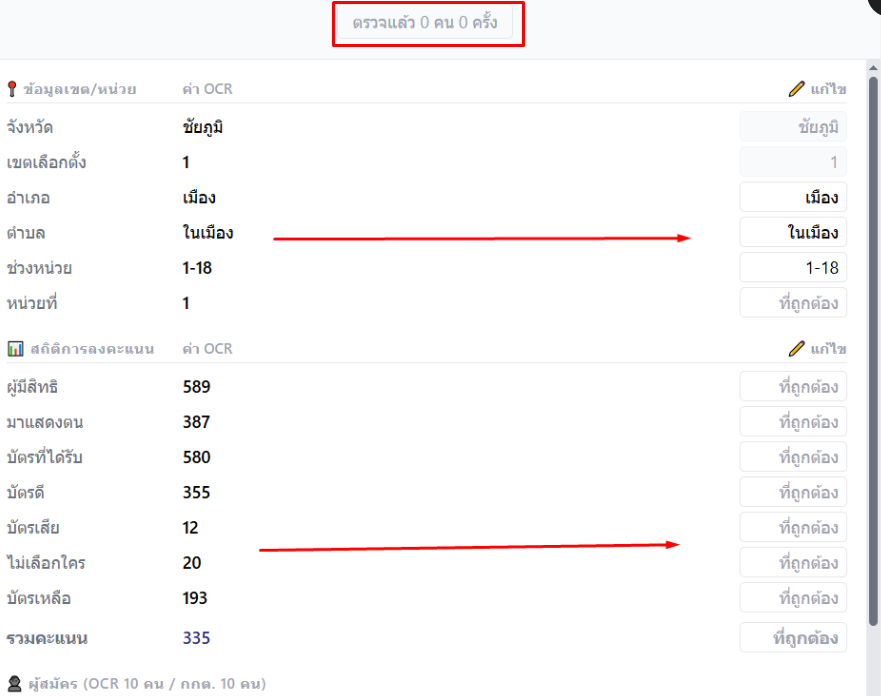 ตรวจแล้ว 0 คน 0 ครั้ง
ข้อมูลเขต/หน่วย ค่า OCR แก้ไข
จังหวัด ชัยภูมิ ชัยภูมิ
เขตเลือกตั้ง 1 1
อำเภอ เมือง เมือง
ตำบล ในเมือง ในเมือง
ช่วงหน่วย 1-18 1-18
หน่วยที่ 1 ที่ถูกต้อง
สถิติการลงคะแนน ค่า OCR แก้ไข
ผู้มีสิทธิ 589 ที่ถูกต้อง
มาแสดงตน 387 ที่ถูกต้อง
บัตรที่ได้รับ 580 ที่ถูกต้อง
บัตรดี 355 ที่ถูกต้อง
บัตรเสีย 12 ที่ถูกต้อง
ไม่เลือกใคร 20 ที่ถูกต้อง
บัตรเหลือ 193 ที่ถูกต้อง
รวมคะแนน 335 ที่ถูกต้อง
ผู้สมัคร (OCR 10 คน / กกต. 10 คน)